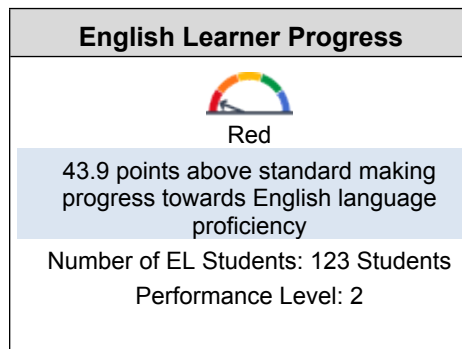 English Learner Progress
Red
43.9 points above standard making
progress towards English language
proficiency
Number of EL Students: 123 Students
Performance Level: 2